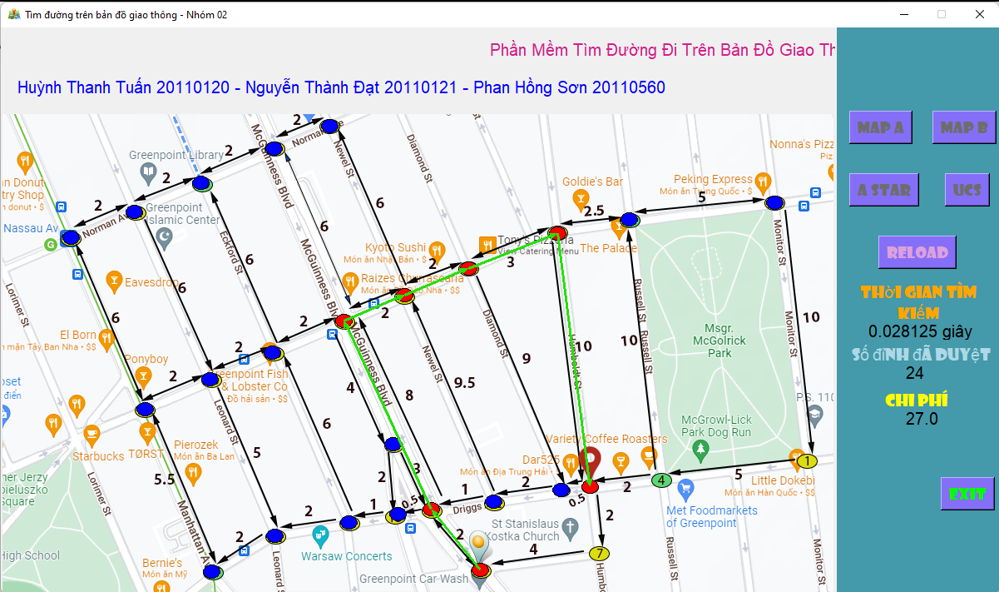 Tìm đường trên bản đồ giao thông - Nhóm 02
Phần Mềm Tìm Đường Đi Trên Bản Đồ Giao Th
Huỳnh Thanh Tuấn 20110120 - Nguyễn Thành Đạt 20110121 - Phan Hồng Sơn 20110560
MAP A
MAP B
A STAR
UCS
RELOAD
THỜI GIAN TÌM
KIẾM
0.028125 giây
Số đỉNH đÃ DUYệT
24
CHI PHÍ
27.0
EXIT
2
Norman Ave
McGuinness Blvd
Newel St
Diamond St
Greenpoint Library
2
2
2
Norman Av
Greenpoint
Islamic Center
Nassau Av
Donut
try Shop
n donut · $
Nonna's Pizz
Piz
Peking Express
Món ăn Trung Quốc · $
Goldie's Bar
5
2.5
The Palace
Tony's Pizzeria
View Catering Menu
Kyoto Sushi
Món ăn Nhật Bản · $
Raizes Churrascaria
Món ăn Bồ Đào Nha · $$
2
3
2
6
6
6
6
6
Eckford St
McGuinness Blvd
Eavesdrop
Lorimer St
El Born
Món mặn Tây Ban Nha · $$
Ponyboy
2
2
2
Greenpoint Fish
& Lobster Co
Đồ hải sản · $$
McGuinness Blvd
Newel St
Diamond St
Humboldt St
Russell St
Russell St
Monitor St
Monitor St
10
10
10
9
9.5
8
4
6
5
5.5
Msgr.
McGolrick
Park
McGrowl-Lick
Park Dog Run
P.S. 110
Starbucks
TØRST
Pierozek
Món ăn Ba Lan
Leonard St
Lorimer St
Manhattan Av
Variety Coffee Roasters
Dar525
Món ăn Địa Trung Hải · $
1
4
5
2
Little Dokebi
Món ăn Hàn Quốc · $$
Met Foodmarkets
of Greenpoint
2
3
0.5
1
2
0.5
Driggs
1
2
2
2
2
4
7
St Stanislaus
Kostka Church
Warsaw Concerts
Greenpoint Car Wash
Bernie's
Món ăn Mỹ
High School
Leonard S
Russell St
Humb
Monitor St